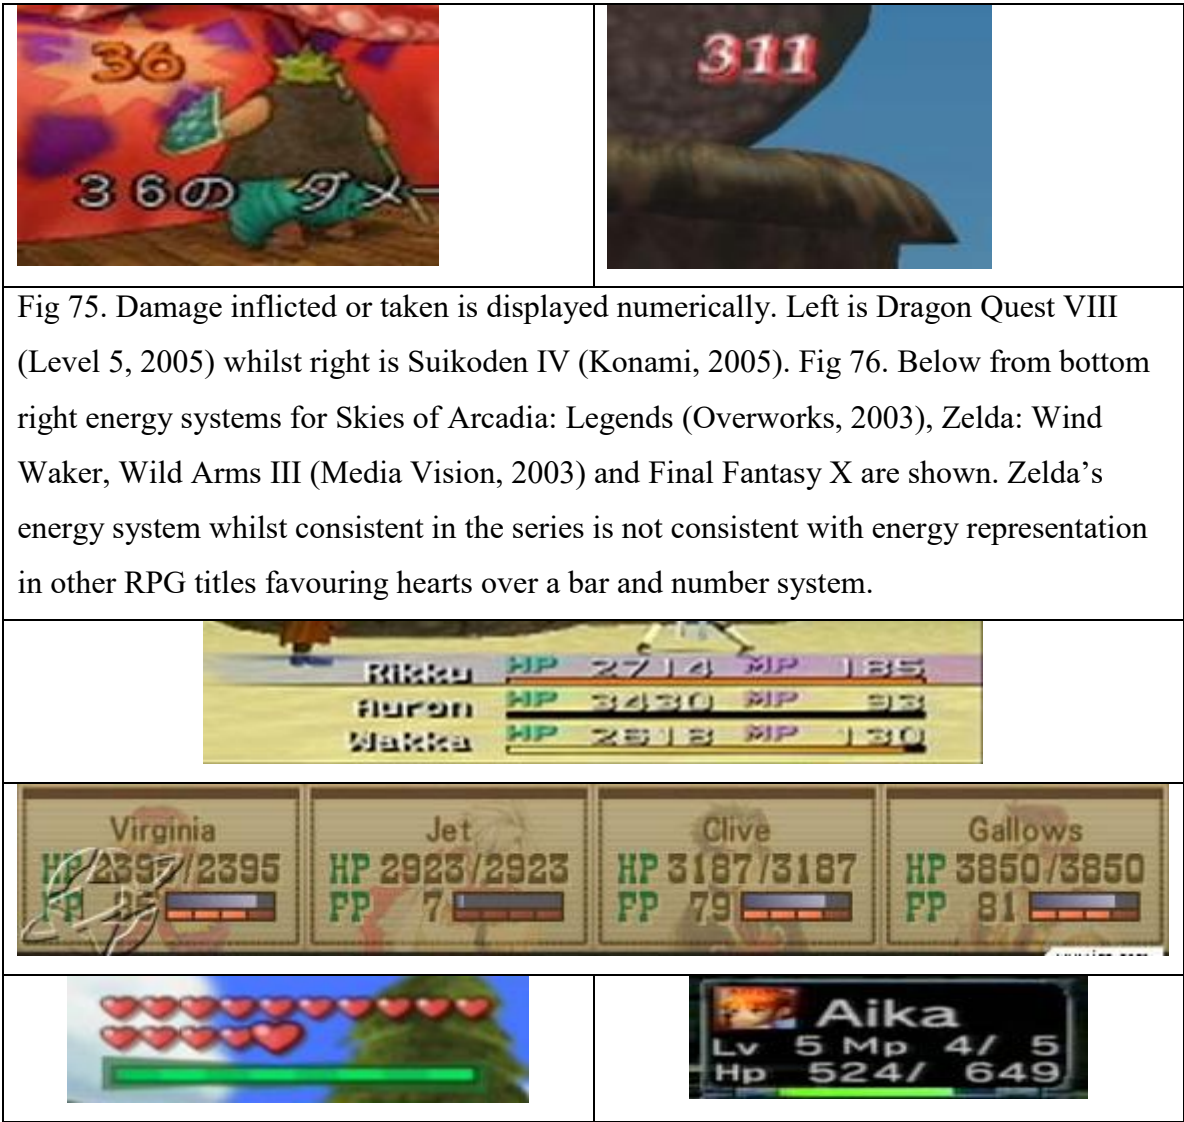 36
36の ダメー
311
Fig 75. Damage inflicted or taken is displayed numerically. Left is Dragon Quest VIII
(Level 5, 2005) whilst right is Suikoden IV (Konami, 2005). Fig 76. Below from bottom
right energy systems for Skies of Arcadia: Legends (Overworks, 2003), Zelda: Wind
Waker, Wild Arms III (Media Vision, 2003) and Final Fantasy X are shown. Zelda’s
energy system whilst consistent in the series is not consistent with energy representation
in other RPG titles favouring hearts over a bar and number system.
Rikku HP 2714 MP 185
Auron HP 3430 MP 93
Wakka HP 2618 MP 130
Virginia
HP 2395/2395
FP
Jet
HP 2923/2923
FP 7
Clive
HP 3187/3187
FP 79
Gallows
HP 3850/3850
FP 81
Aika
Lv 5 Mp 4/ 5
Hp 524/ 649